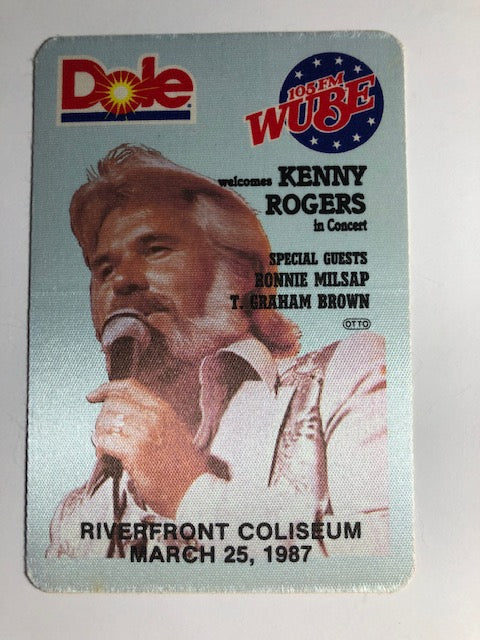 Dole
105 FM
WUBE
welcomes KENNY
ROGERS
in Concert
SPECIAL GUESTS
RONNIE MILSAP
T. GRAHAM BROWN
OTTO
RIVERFRONT COLISEUM
MARCH 25, 1987